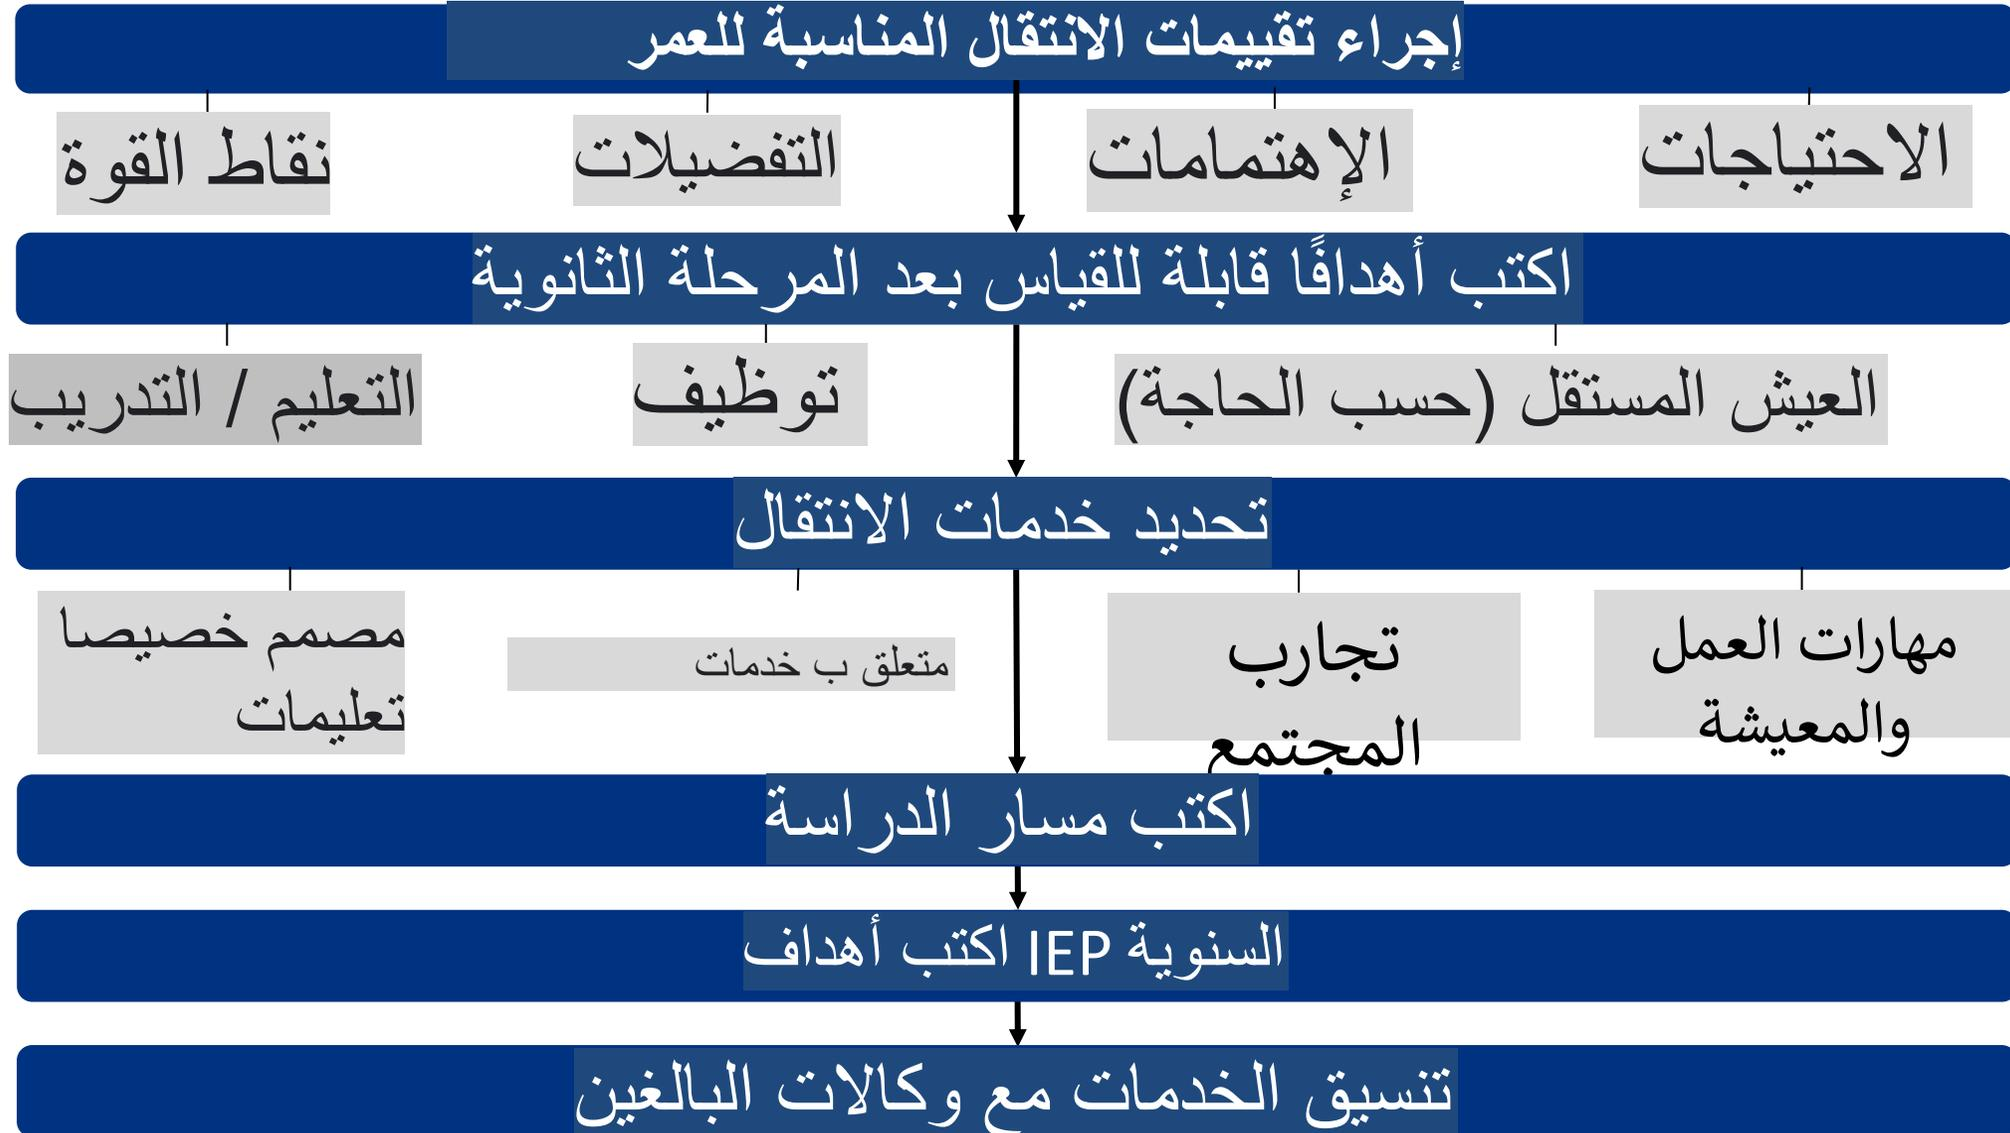 إجراء تقييمات الانتقال المناسبة للعمر
الاحتياجات
الإهتمامات
التفضيلات
نقاط القوة
اكتب أهدافًا قابلة للقياس بعد المرحلة الثانوية
العيش المستقل (حسب الحاجة)
توظيف
التعليم / التدريب
تحديد خدمات الانتقال
مهارات العمل
والمعيشة
تجارب
المجتمع
متعلق ب خدمات
مصمم خصيصا
تعليمات
اكتب مسار الدراسة
السنوية IEP اكتب أهداف
تنسيق الخدمات مع وكالات البالغين